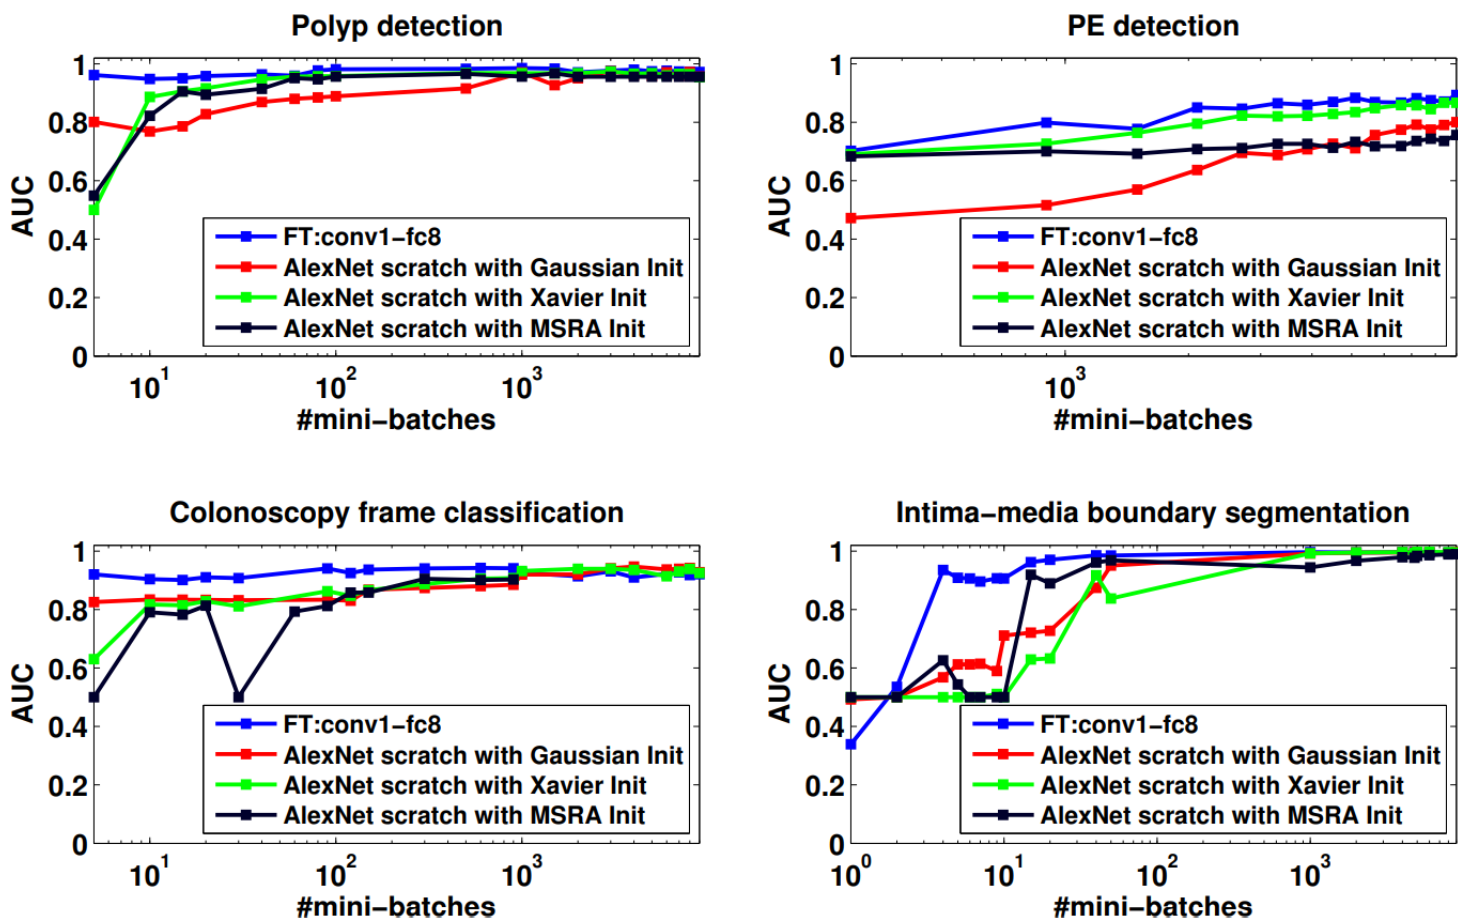 Polyp detection
1
0.8
0.6
0.4
0.2
0
AUC
FT:conv1−fc8
AlexNet scratch with Gaussian Init
AlexNet scratch with Xavier Init
AlexNet scratch with MSRA Init
10^1
10^2
10^3
#mini−batches
PE detection
1
0.8
0.6
0.4
0.2
0
AUC
FT:conv1−fc8
AlexNet scratch with Gaussian Init
AlexNet scratch with Xavier Init
AlexNet scratch with MSRA Init
10^3
#mini−batches
Colonoscopy frame classification
1
0.8
0.6
0.4
0.2
0
AUC
FT:conv1−fc8
AlexNet scratch with Gaussian Init
AlexNet scratch with Xavier Init
AlexNet scratch with MSRA Init
10^1
10^2
10^3
#mini−batches
Intima−media boundary segmentation
1
0.8
0.6
0.4
0.2
0
AUC
FT:conv1−fc8
AlexNet scratch with Gaussian Init
AlexNet scratch with Xavier Init
AlexNet scratch with MSRA Init
10^0
10^1
10^2
10^3
#mini−batches